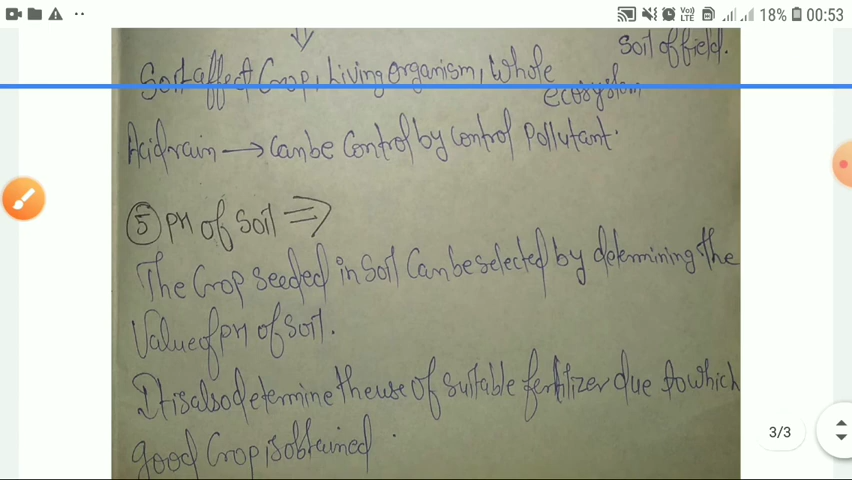 Vo))
LTE
18%
00:53
Soil of field.
Soil affect Crop, Living organism, Whole
ecosystem
Acid rain → Can be Control by Control Pollutant.
⑤ PH of Soil ⇒
The Crop seeded in Soil Can be selected by determining the
Value of PH of Soil.
It is also determine the use of suitable fertilizer due to which
good Crop is obtained.
3/3